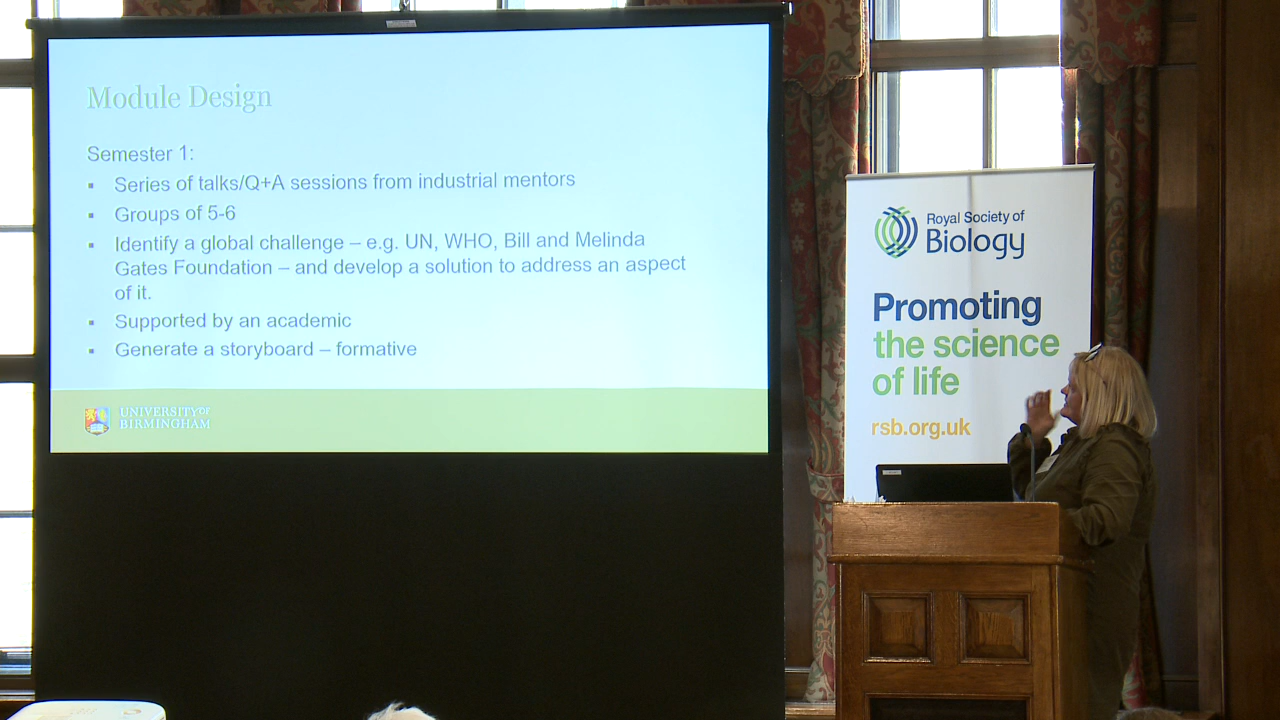 Module Design
Semester 1:
▪ Series of talks/Q+A sessions from industrial mentors
▪ Groups of 5-6
▪ Identify a global challenge – e.g. UN, WHO, Bill and Melinda
Gates Foundation – and develop a solution to address an aspect
of it.
▪ Supported by an academic
▪ Generate a storyboard – formative
UNIVERSITY OF
BIRMINGHAM
Royal Society of
Biology
Promoting
the science
of life
rsb.org.uk